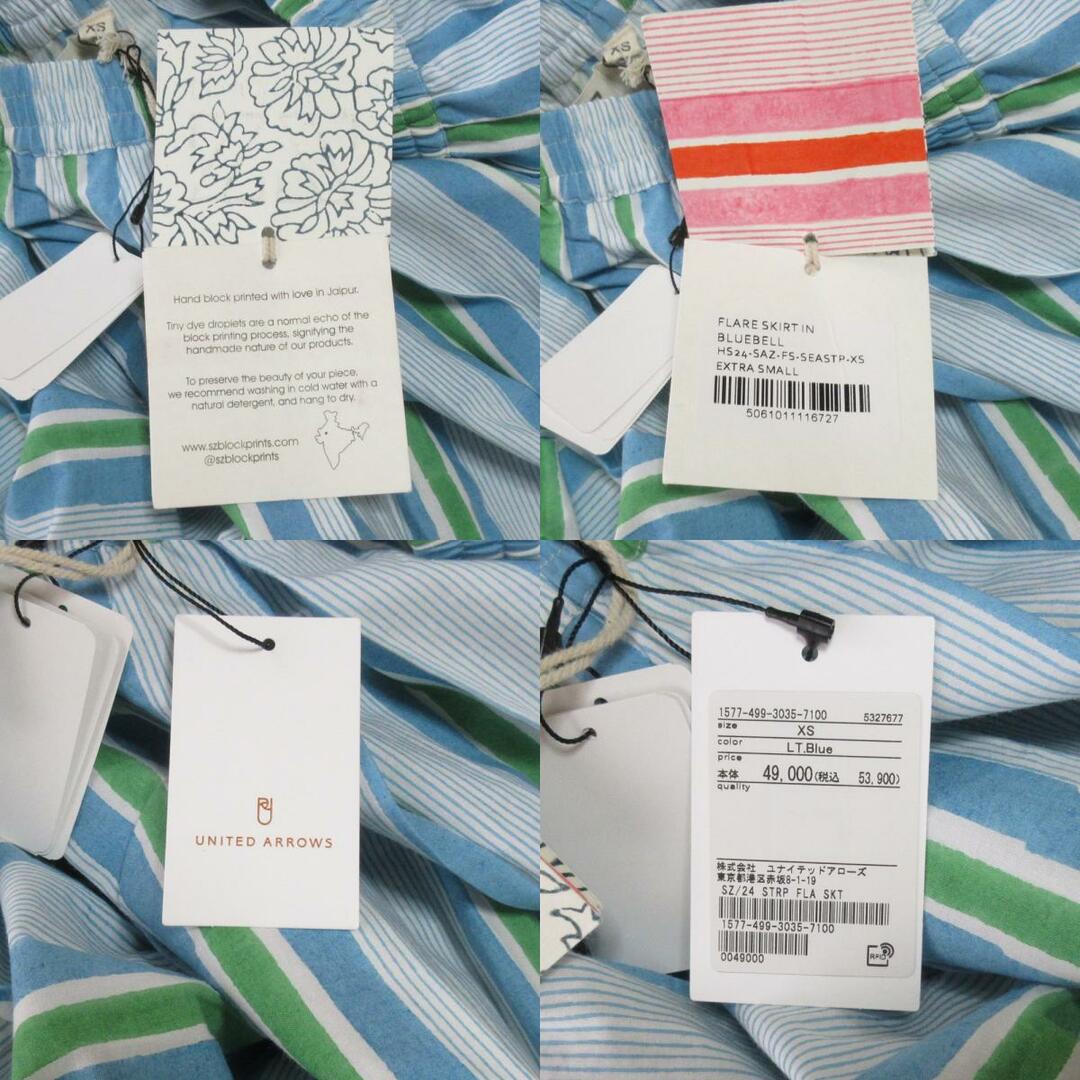 XS
Hand block printed with love in Jaipur.
Tiny dye droplets are a normal echo of the
block printing process, signifying the
handmade nature of our products.
To preserve the beauty of your piece,
we recommend washing in cold water with a
natural detergent, and hang to dry.
www.szblockprints.com
@szblockprints
XS
FLARE SKIRT IN
BLUEBELL
HS24-SAZ-FS-SEASTP-XS
EXTRA SMALL
5061011116727
UNITED ARROWS
1577-499-3035-7100 5327677
size XS
color LT.Blue
price
本体 49,000(税込 53,900)
quality
株式会社 ユナイテッドアローズ
東京都港区赤坂8-1-19
SZ/24 STRP FLA SKT
1577-499-3035-7100
0049000
RFID